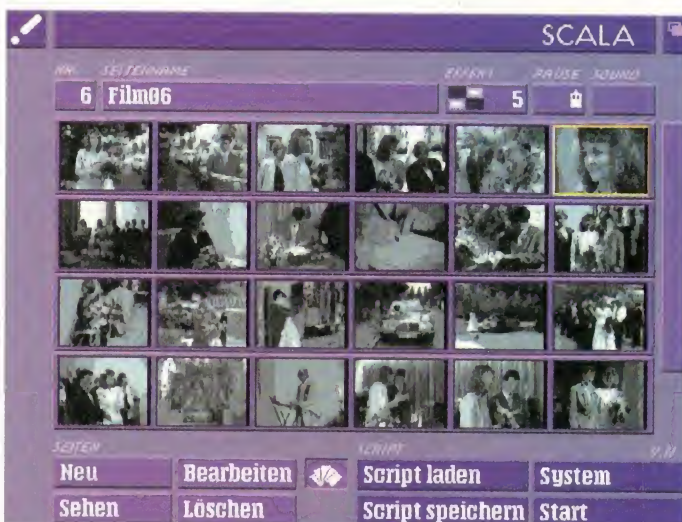 SCALA
NR. SEITENNAME EFFEKT PAUSE SOUND
6 Film06 5
SEITEN SCRIPT
Neu Bearbeiten Script laden System
Sehen Löschen Script speichern Start